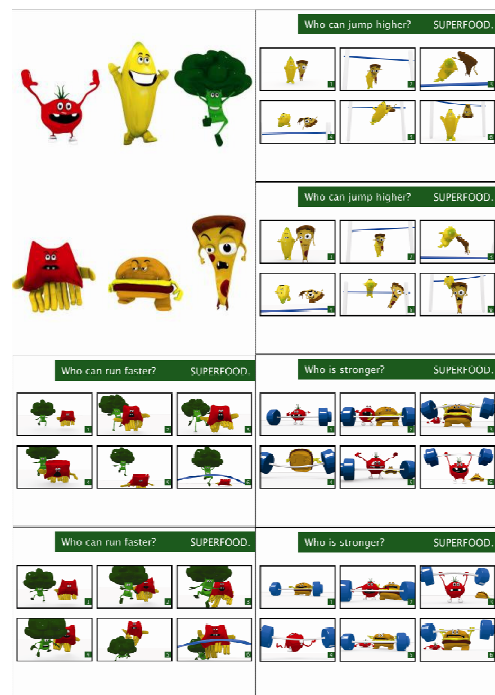 Who can jump higher? SUPERFOOD.
Who can jump higher? SUPERFOOD.
Who can run faster? SUPERFOOD.
Who is stronger? SUPERFOOD.
Who can run faster? SUPERFOOD.
Who is stronger? SUPERFOOD.